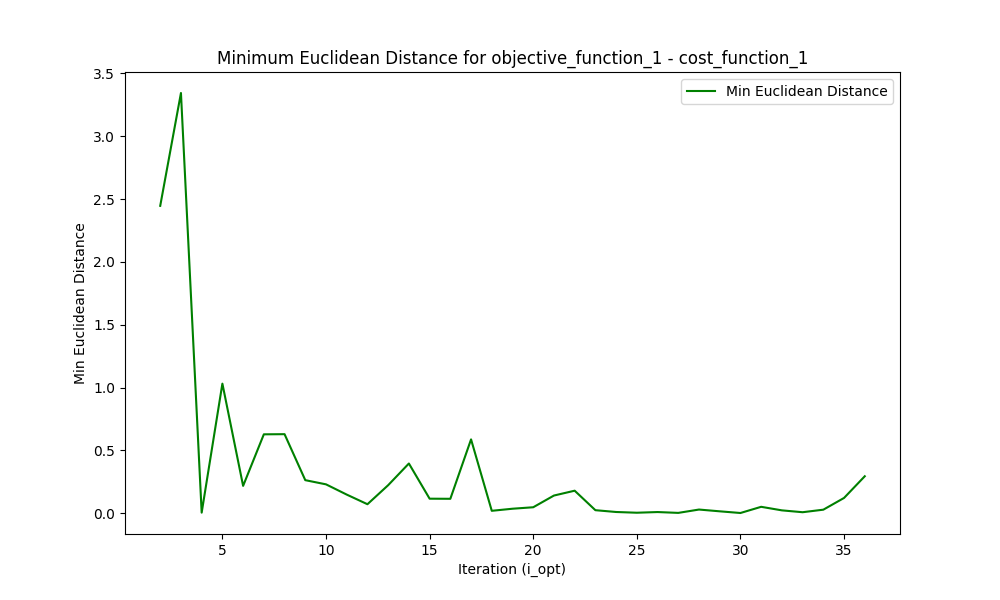 Minimum Euclidean Distance for objective_function_1 - cost_function_1
Min Euclidean Distance
Min Euclidean Distance
3.5
3.0
2.5
2.0
1.5
1.0
0.5
0.0
5 10 15 20 25 30 35
Iteration (i_opt)